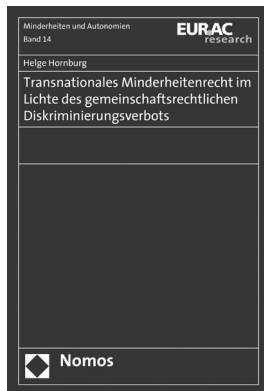 Minderheiten und Autonomien
Band 14
EURAC
research
Helge Hornburg
Transnationales Minderheitenrecht im
Lichte des gemeinschaftsrechtlichen
Diskriminierungsverbots
Nomos